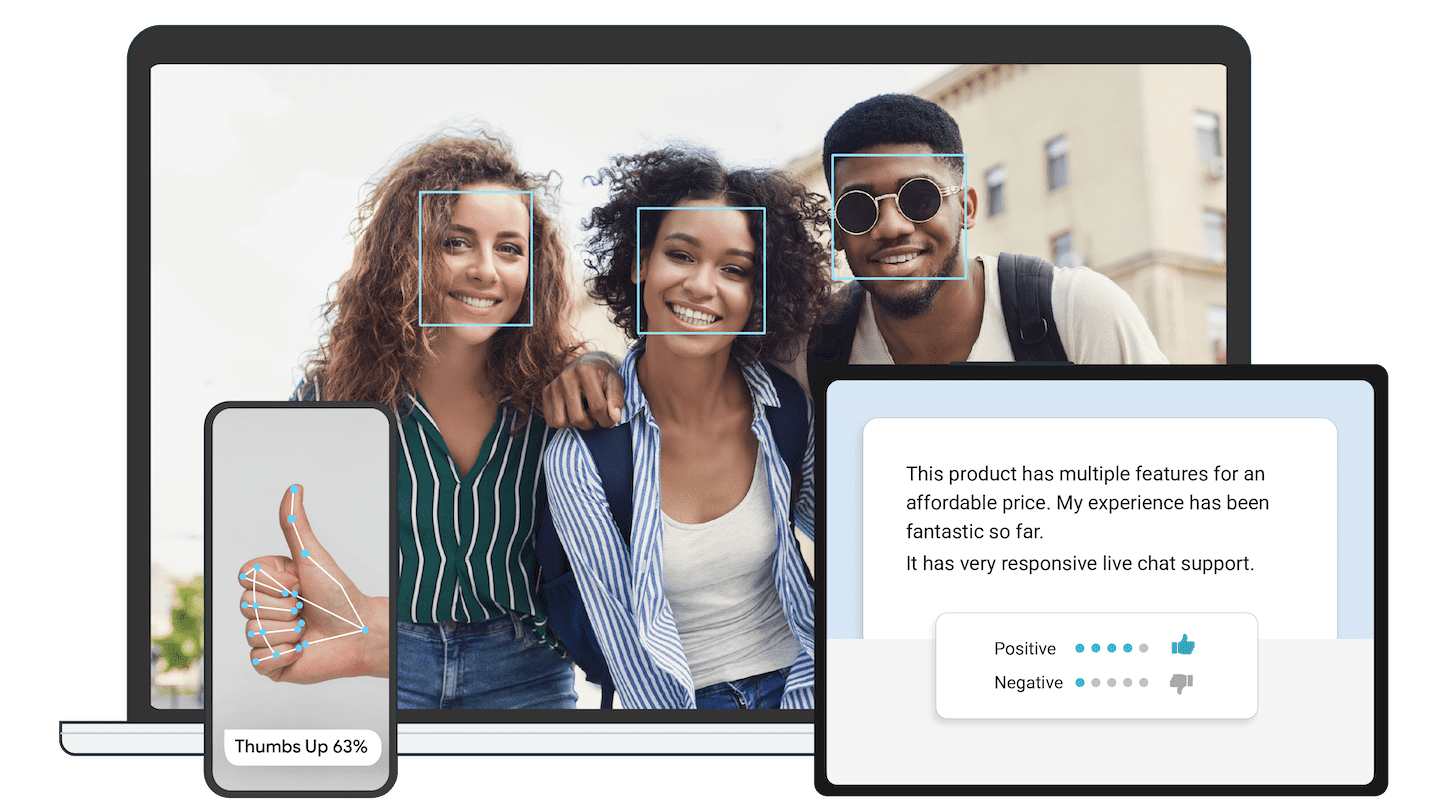 This product has multiple features for an
affordable price. My experience has been
fantastic so far.
It has very responsive live chat support.
Positive
Negative
Thumbs Up 63%